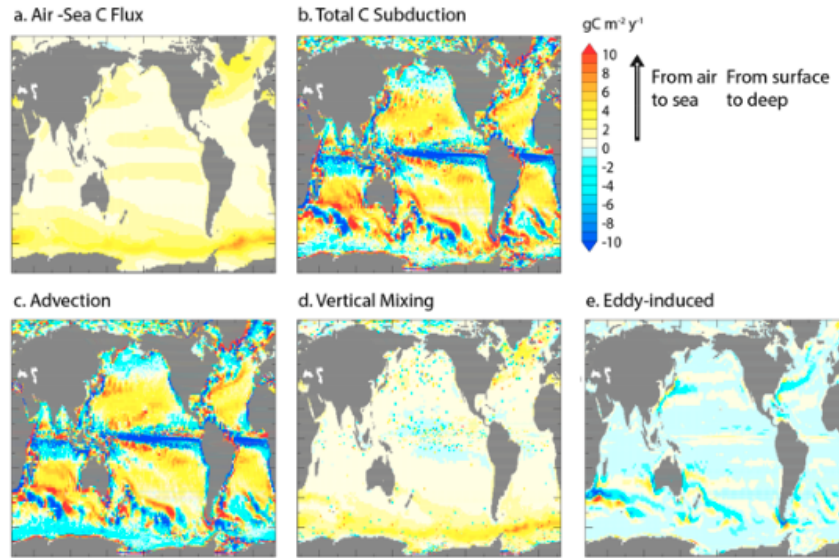 a. Air -Sea C Flux
b. Total C Subduction
gC m⁻² y⁻¹
10
8
6
4
2
0
-2
-4
-6
-8
-10
From air
to sea
From surface
to deep
c. Advection
d. Vertical Mixing
e. Eddy-induced